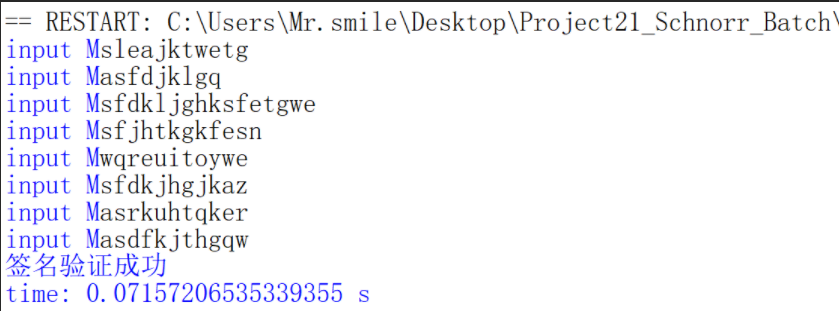 == RESTART: C:\Users\Mr.smile\Desktop\Project21_Schnorr_Batch\
input Msleajktwetg
input Masfdjklgq
input Msfdkljghksfetgwe
input Msfjhtkgkfesn
input Mwqreuitoywe
input Msfdkjhgjkaz
input Masrkuhtqker
input Masdfkjthgqw
签名验证成功
time: 0.07157206535339355 s